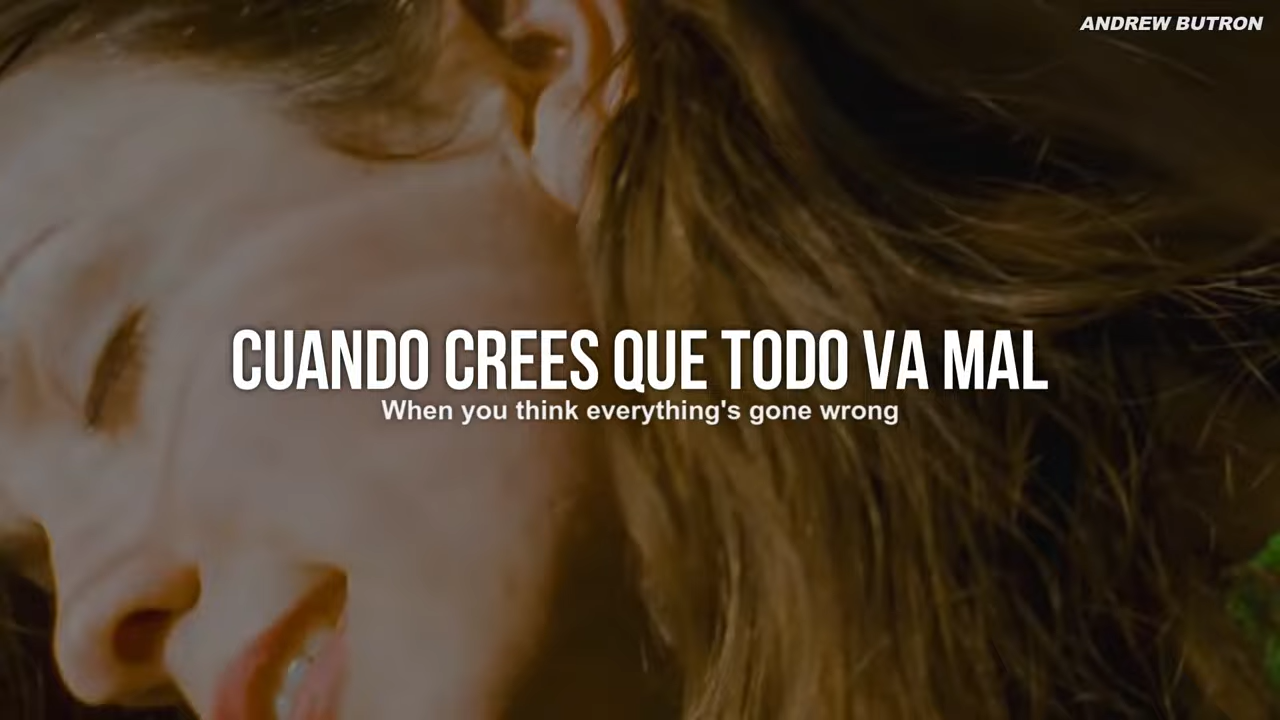 ANDREW BUTRON
CUANDO CREES QUE TODO VA MAL
When you think everything's gone wrong